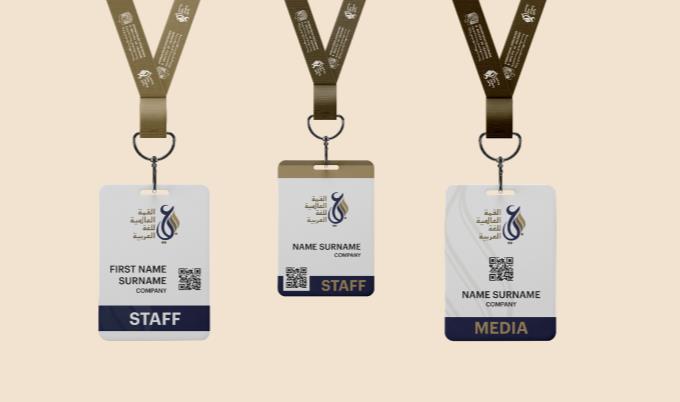 القمة
العالمية
للغة
العربية
FIRST NAME
SURNAME
COMPANY
STAFF
القمة
العالمية
للغة
العربية
NAME SURNAME
COMPANY
STAFF
القمة
العالمية
للغة
العربية
NAME SURNAME
COMPANY
MEDIA